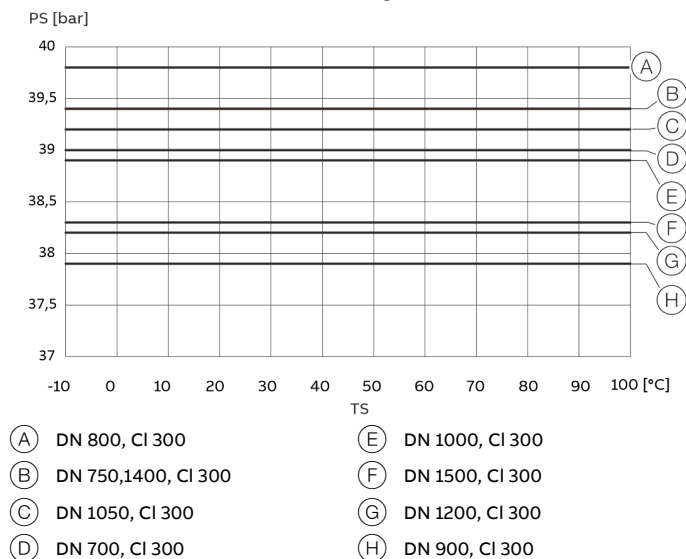 PS [bar]
40
A
39,5
B
C
39
D
E
38,5
F
38
G
H
37,5
37
-10 0 10 20 30 40 50 60 70 80 90 100 [°C]
TS
A DN 800, Cl 300
B DN 750,1400, Cl 300
C DN 1050, Cl 300
D DN 700, Cl 300
E DN 1000, Cl 300
F DN 1500, Cl 300
G DN 1200, Cl 300
H DN 900, Cl 300